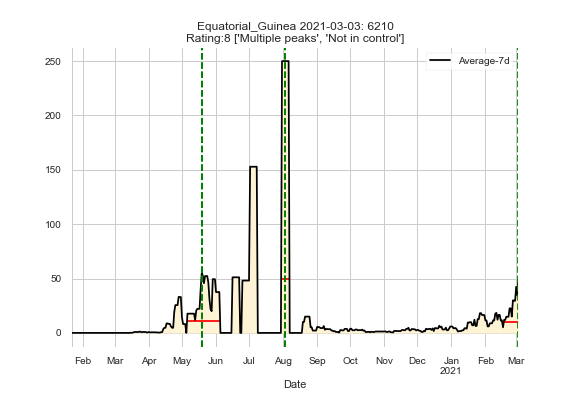 Equatorial_Guinea 2021-03-03: 6210
Rating:8 ['Multiple peaks', 'Not in control']
Average-7d
250
200
150
100
50
0
Feb Mar Apr May Jun Jul Aug Sep Oct Nov Dec Jan Feb Mar
2021
Date